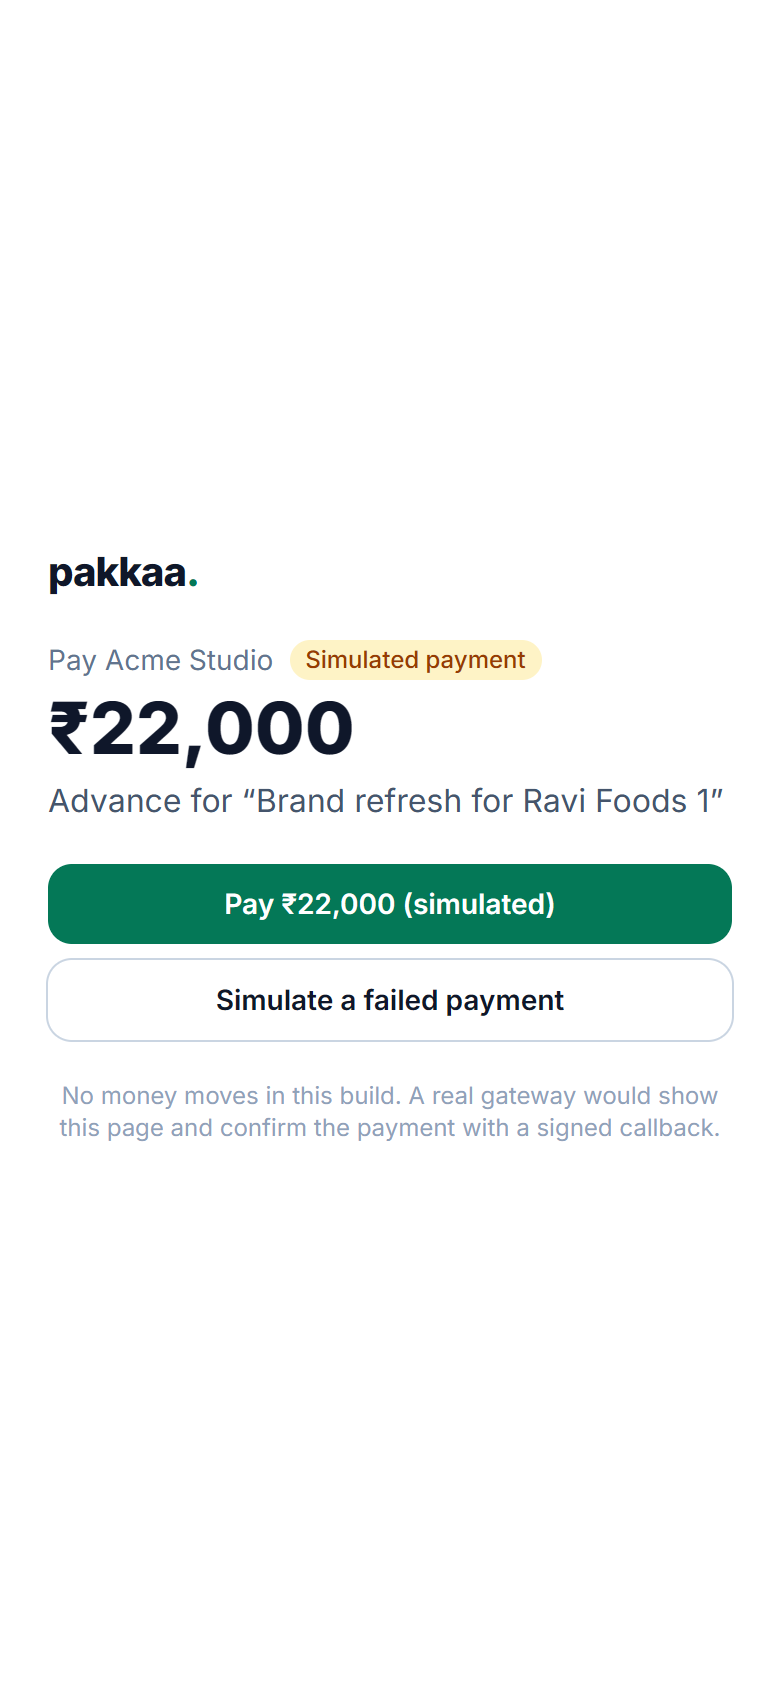 pakkaa.
Pay Acme Studio Simulated payment
₹22,000
Advance for “Brand refresh for Ravi Foods 1”
Pay ₹22,000 (simulated)
Simulate a failed payment
No money moves in this build. A real gateway would show
this page and confirm the payment with a signed callback.